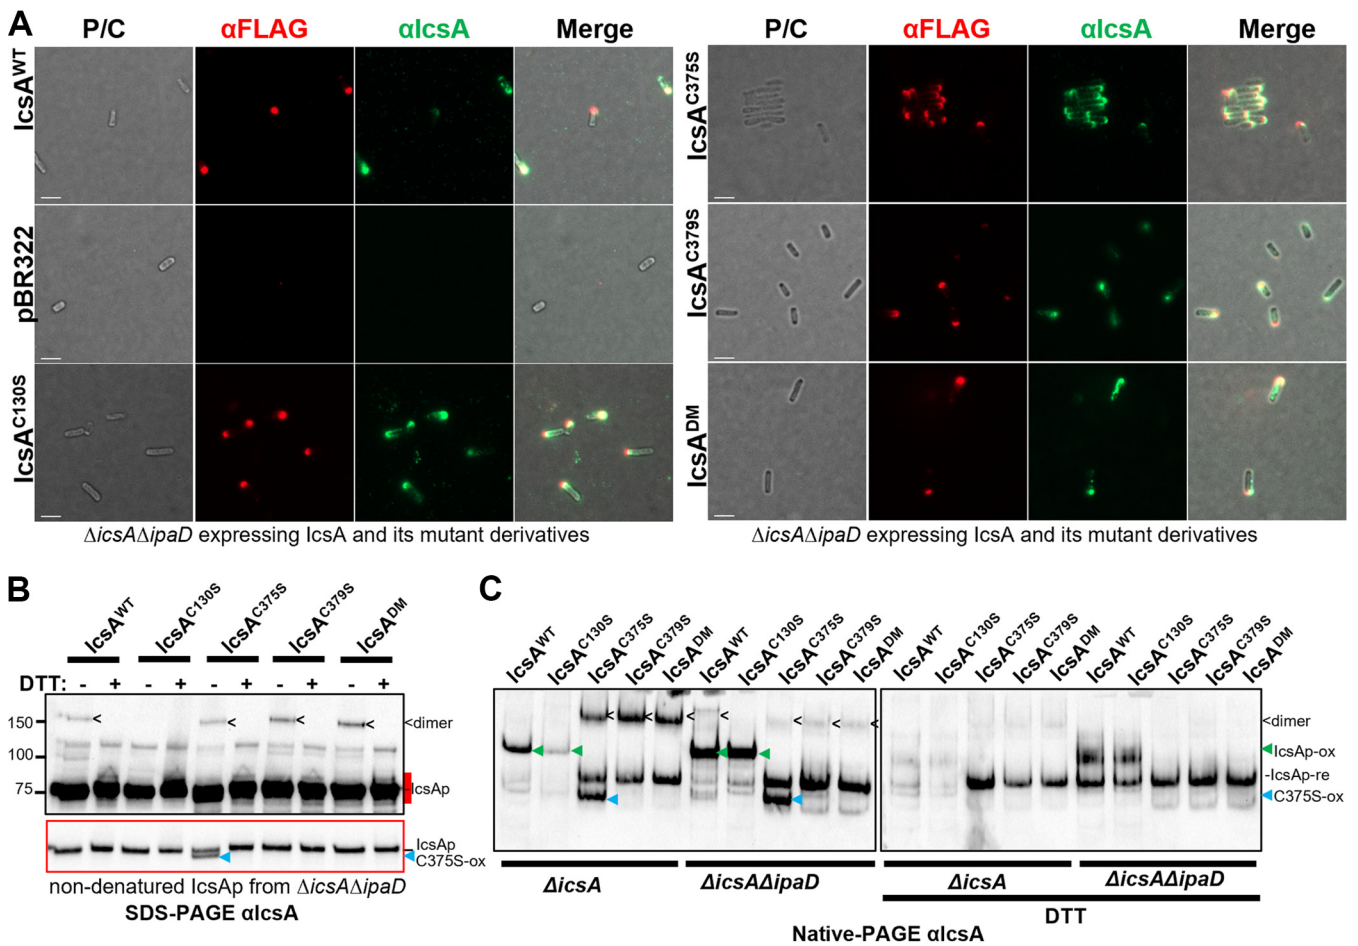 A
P/C αFLAG αIcsA Merge
IcsAᵂᵀ
pBR322
IcsAC130S
ΔicsAΔipaD expressing IcsA and its mutant derivatives
P/C αFLAG αIcsA Merge
IcsAC375S
IcsAC379S
IcsADM
ΔicsAΔipaD expressing IcsA and its mutant derivatives
B
IcsAWT IcsAC130S IcsAC375S IcsAC379S IcsADM
DTT: - + - + - + - + - +
150
100
75
< < < <
<dimer
IcsAp
IcsAp
C375S-ox
non-denatured IcsAp from ΔicsAΔipaD
SDS-PAGE αIcsA
C
IcsAWT IcsAC130S IcsAC375S IcsAC379S IcsADM IcsAWT IcsAC130S IcsAC375S IcsAC379S IcsADM IcsAWT IcsAC130S IcsAC375S IcsAC379S IcsADM IcsAWT IcsAC130S IcsAC375S IcsAC379S IcsADM
< < < < < < <
<dimer
IcsAp-ox
-IcsAp-re
C375S-ox
ΔicsA ΔicsAΔipaD ΔicsA ΔicsAΔipaD
DTT
Native-PAGE αIcsA